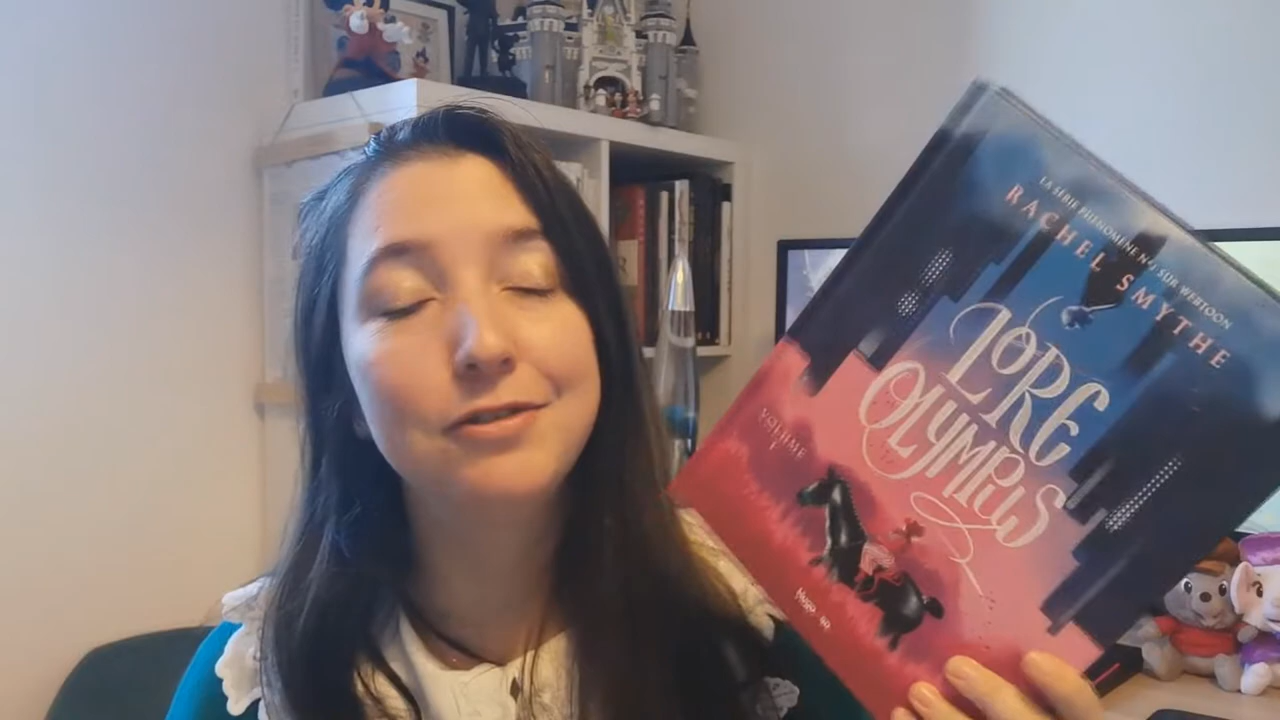 LA SÉRIE PHÉNOMÈNE N°1 SUR WEBTOON
RACHEL SMYTHE
LORE
OLYMPUS
VOLUME
1